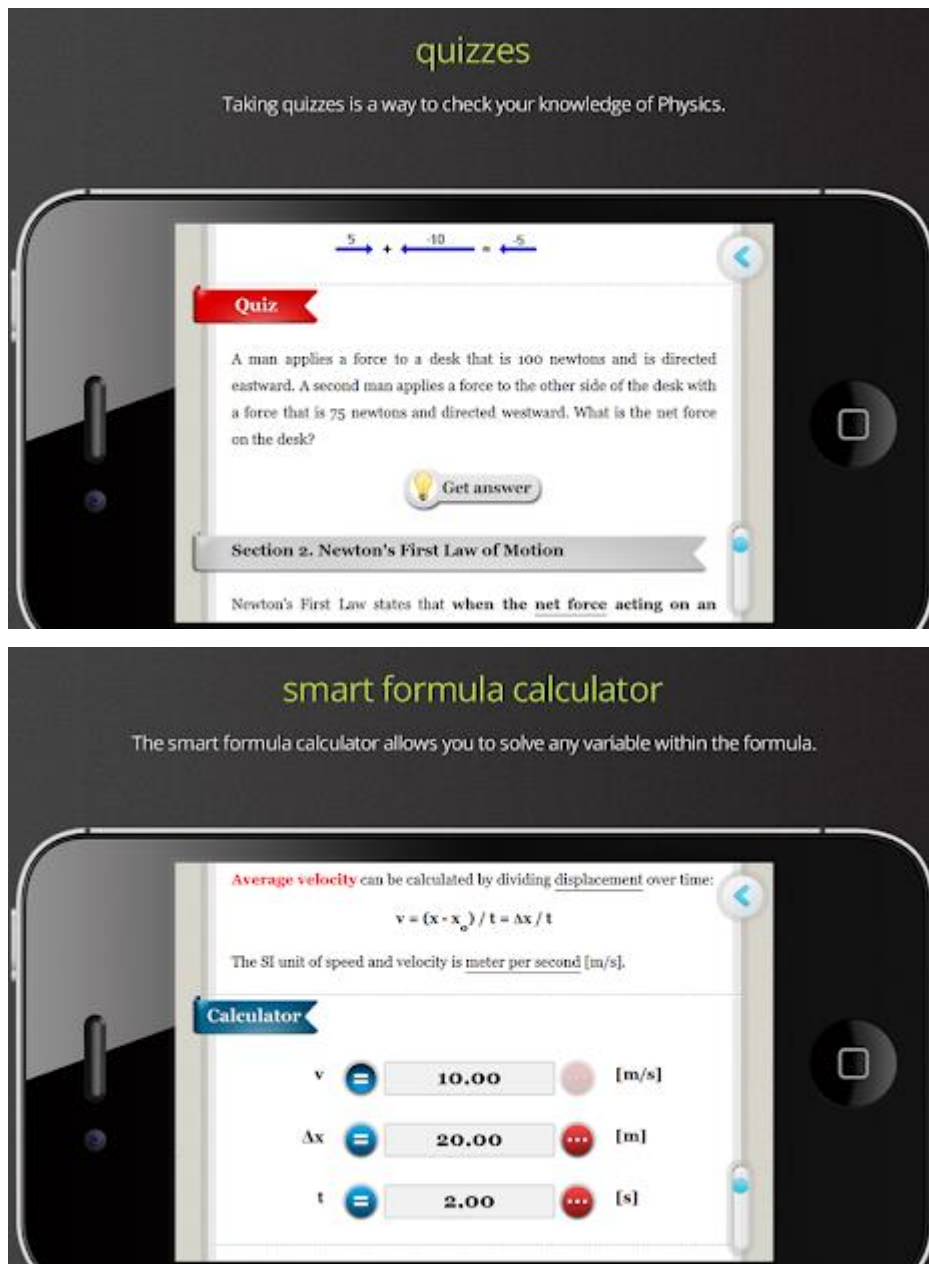 quizzes
Taking quizzes is a way to check your knowledge of Physics.
5 + -10 = -5
Quiz
A man applies a force to a desk that is 100 newtons and is directed
eastward. A second man applies a force to the other side of the desk with
a force that is 75 newtons and directed westward. What is the net force
on the desk?
Get answer
Section 2. Newton's First Law of Motion
Newton's First Law states that when the net force acting on an
smart formula calculator
The smart formula calculator allows you to solve any variable within the formula.
Average velocity can be calculated by dividing displacement over time:
v = (x - x₀) / t = Δx / t
The SI unit of speed and velocity is meter per second [m/s].
Calculator
v = 10.00 ... [m/s]
Δx = 20.00 ... [m]
t = 2.00 ... [s]